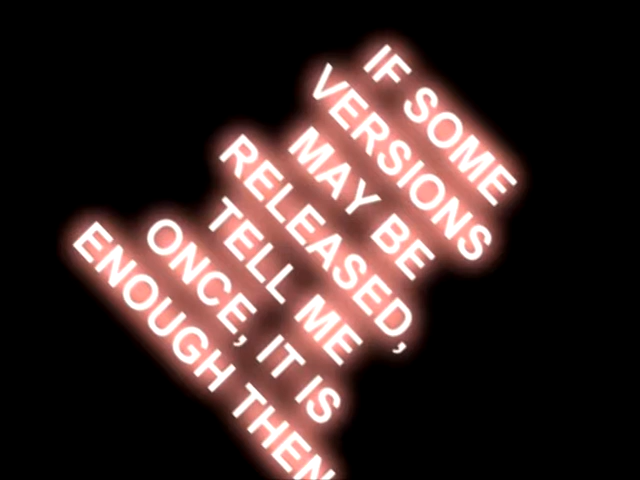 IF SOME
VERSIONS
MAY BE
RELEASED,
TELL ME
ONCE, IT IS
ENOUGH THEN